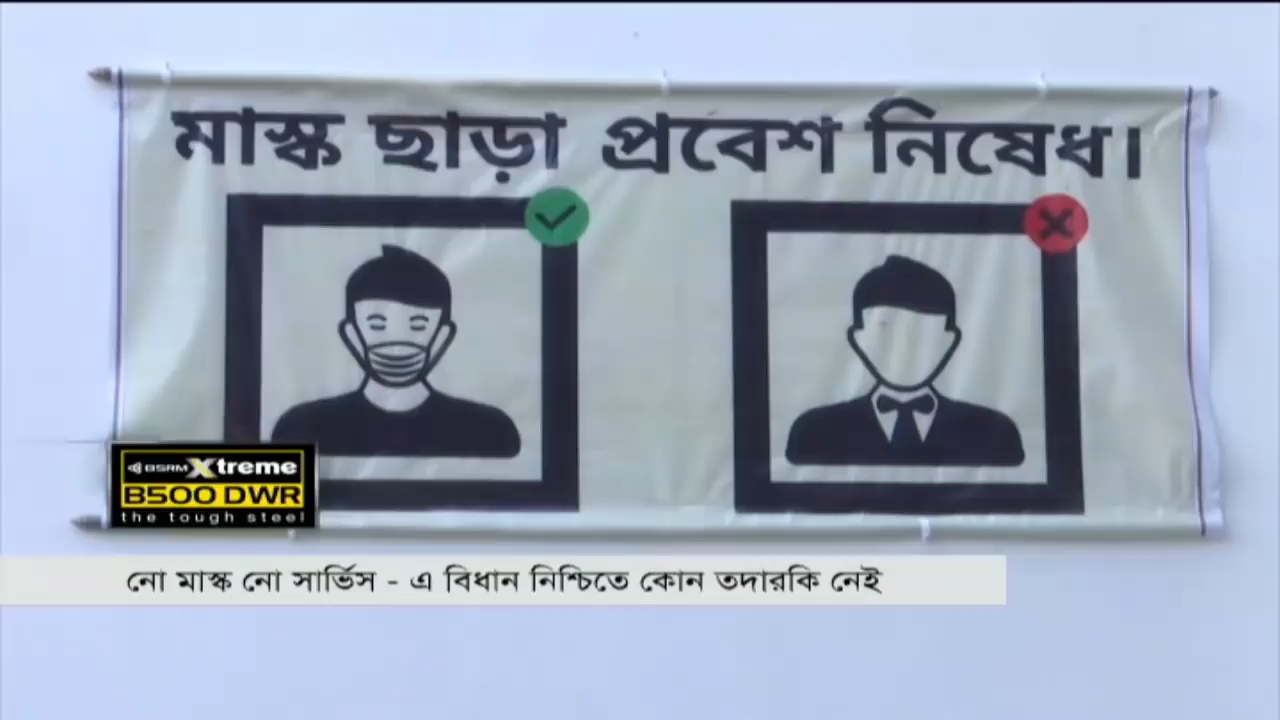 মাস্ক ছাড়া প্রবেশ নিষেধ।
BSRM Xtreme
B500 DWR
the tough steel
নো মাস্ক নো সার্ভিস - এ বিধান নিশ্চিতে কোন তদারকি নেই